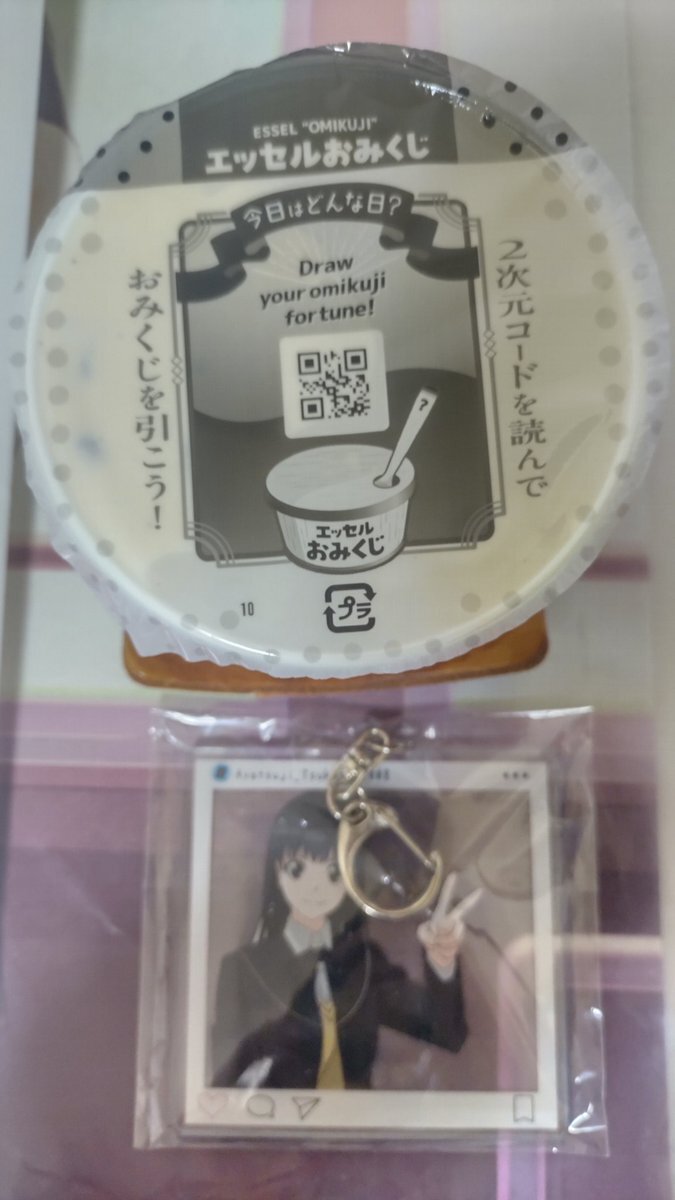 ESSEL "OMIKUJI"
エッセルおみくじ
今日はどんな日?
Draw
your omikuji
fortune!
2次元コードを読んで
おみくじを引こう!
?
エッセル
おみくじ
10
プラ